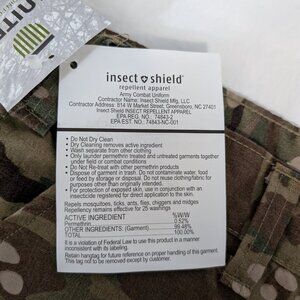 insect shield®
repellent apparel
Army Combat Uniform
Contractor Name: Insect Shield Mfg, LLC
Contractor Address: 814 W Market Street, Greensboro, NC 27401
Insect Shield INSECT REPELLENT APPAREL
EPA REG. NO.: 74843-2
EPA EST. NO.: 74843-NC-001
• Do Not Dry Clean
• Dry Cleaning removes active ingredient
• Wash separate from other clothing
• Only launder permethrin treated and untreated garments together
under field or combat conditions
• Do Not Re-treat with other permethrin products
• Dispose of garment in trash. Do not contaminate water, food
or feed by storage or disposal. Do not reuse treated fabric for
purposes other than original garments.
• For protection of exposed skin, use in conjunction with an
insecticide registered for direct application to skin.
Repels mosquitoes, ticks, ants, flies, chiggers and midges
Repellency remains effective for 25 washings.
ACTIVE INGREDIENT %W/W
Permethrin 0.52%
OTHER INGREDIENTS: (Garment) 99.48%
TOTAL 100.00%
It is a violation of Federal Law to use this product in a manner
inconsistent with its labeling.
Retain hangtag for future reference on proper handling of this garment
This tag not to be removed except by customer.